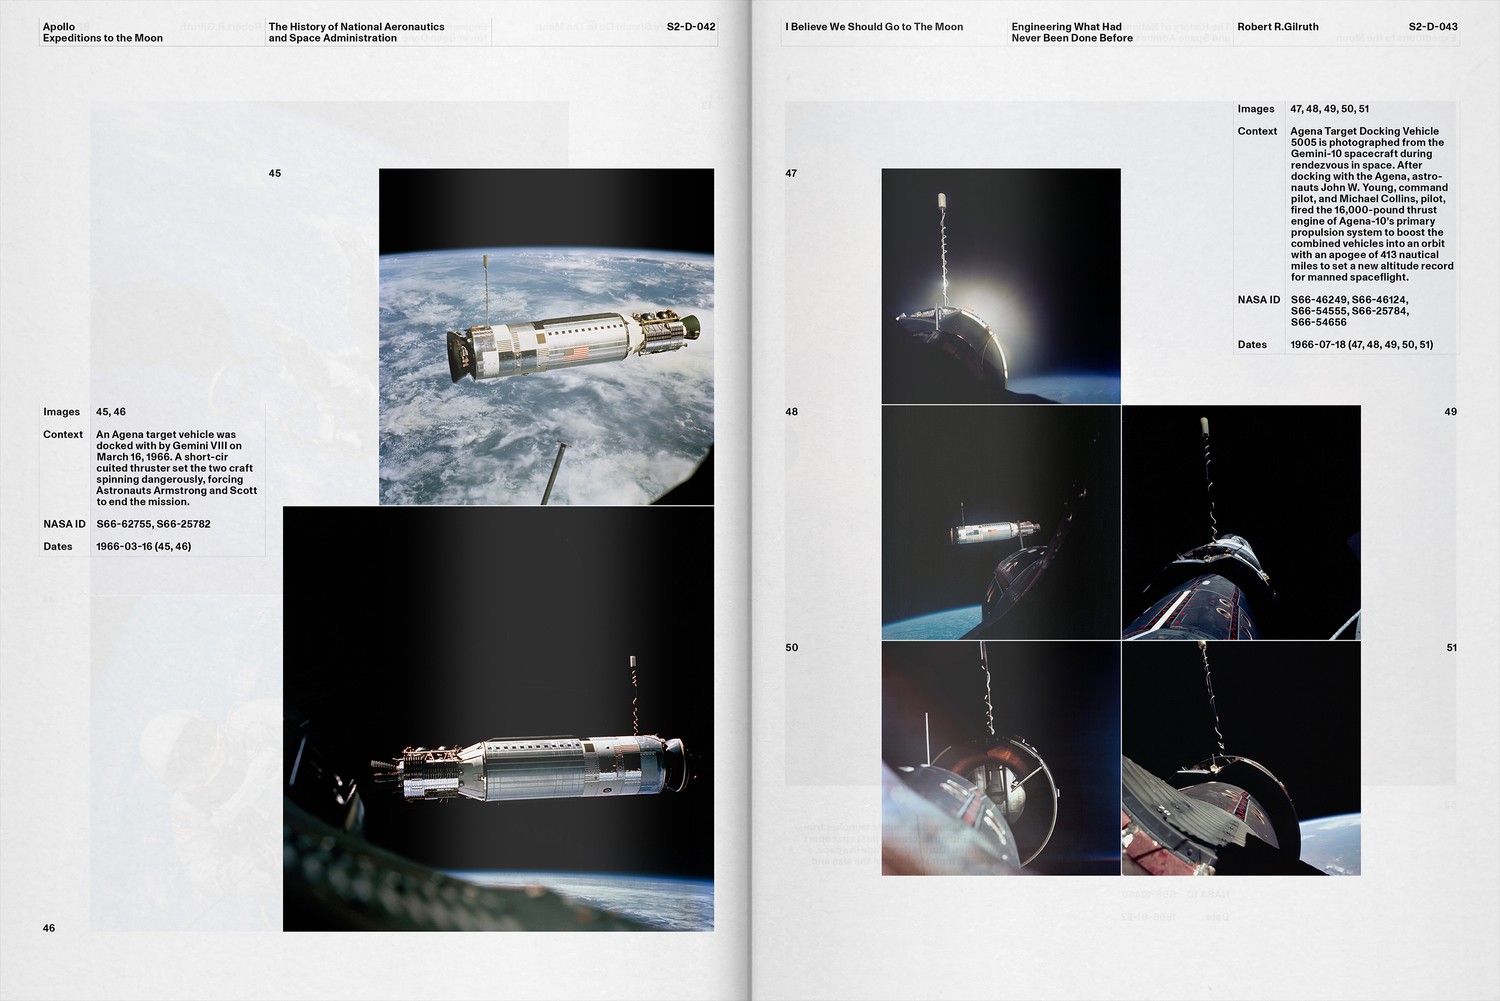 Apollo
Expeditions to the Moon
The History of National Aeronautics
and Space Administration
S2-D-042
45
Images 45, 46
Context An Agena target vehicle was
docked with by Gemini VIII on
March 16, 1966. A short-cir
cuited thruster set the two craft
spinning dangerously, forcing
Astronauts Armstrong and Scott
to end the mission.
NASA ID S66-62755, S66-25782
Dates 1966-03-16 (45, 46)
46
I Believe We Should Go to The Moon
Engineering What Had
Never Been Done Before
Robert R.Gilruth
S2-D-043
Images 47, 48, 49, 50, 51
Context Agena Target Docking Vehicle
5005 is photographed from the
Gemini-10 spacecraft during
rendezvous in space. After
docking with the Agena, astro-
nauts John W. Young, command
pilot, and Michael Collins, pilot,
fired the 16,000-pound thrust
engine of Agena-10's primary
propulsion system to boost the
combined vehicles into an orbit
with an apogee of 413 nautical
miles to set a new altitude record
for manned spaceflight.
NASA ID S66-46249, S66-46124,
S66-54555, S66-25784,
S66-54656
Dates 1966-07-18 (47, 48, 49, 50, 51)
47
48
49
50
51